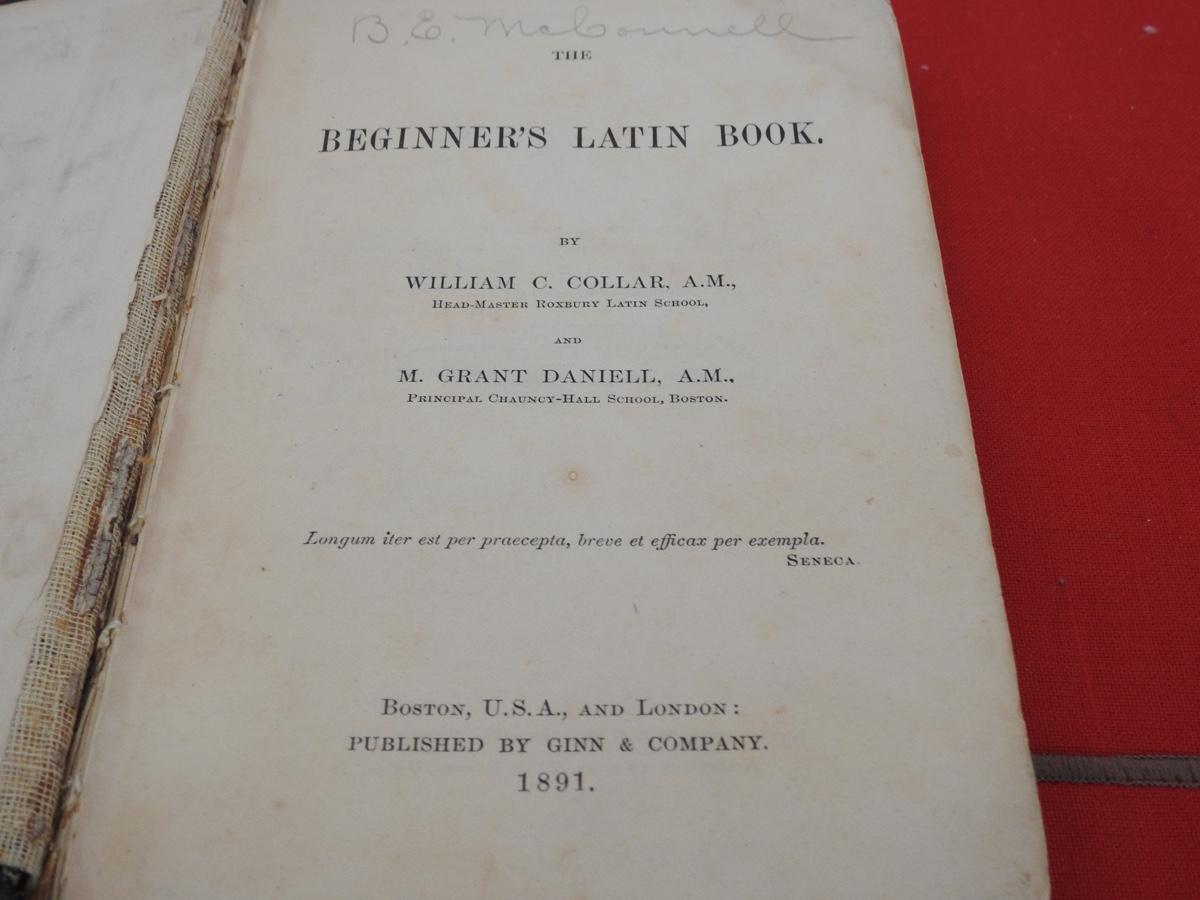 B. E. McConnell
THE
BEGINNER'S LATIN BOOK.
BY
WILLIAM C. COLLAR, A.M.,
HEAD-MASTER ROXBURY LATIN SCHOOL,
AND
M. GRANT DANIELL, A.M.,
PRINCIPAL CHAUNCY-HALL SCHOOL, BOSTON.
Longum iter est per praecepta, breve et efficax per exempla.
SENECA.
BOSTON, U.S.A., AND LONDON:
PUBLISHED BY GINN & COMPANY.
1891.